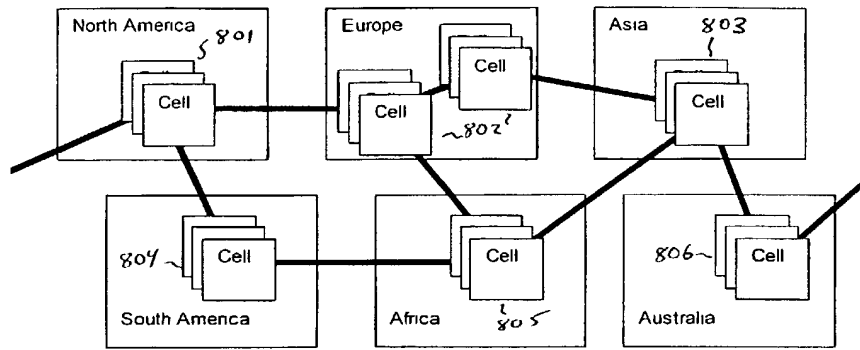 North America
801
Cell
Europe
Cell
Cell
802'
Asia
803
Cell
804
Cell
South America
Cell
Africa
805
806
Cell
Australia